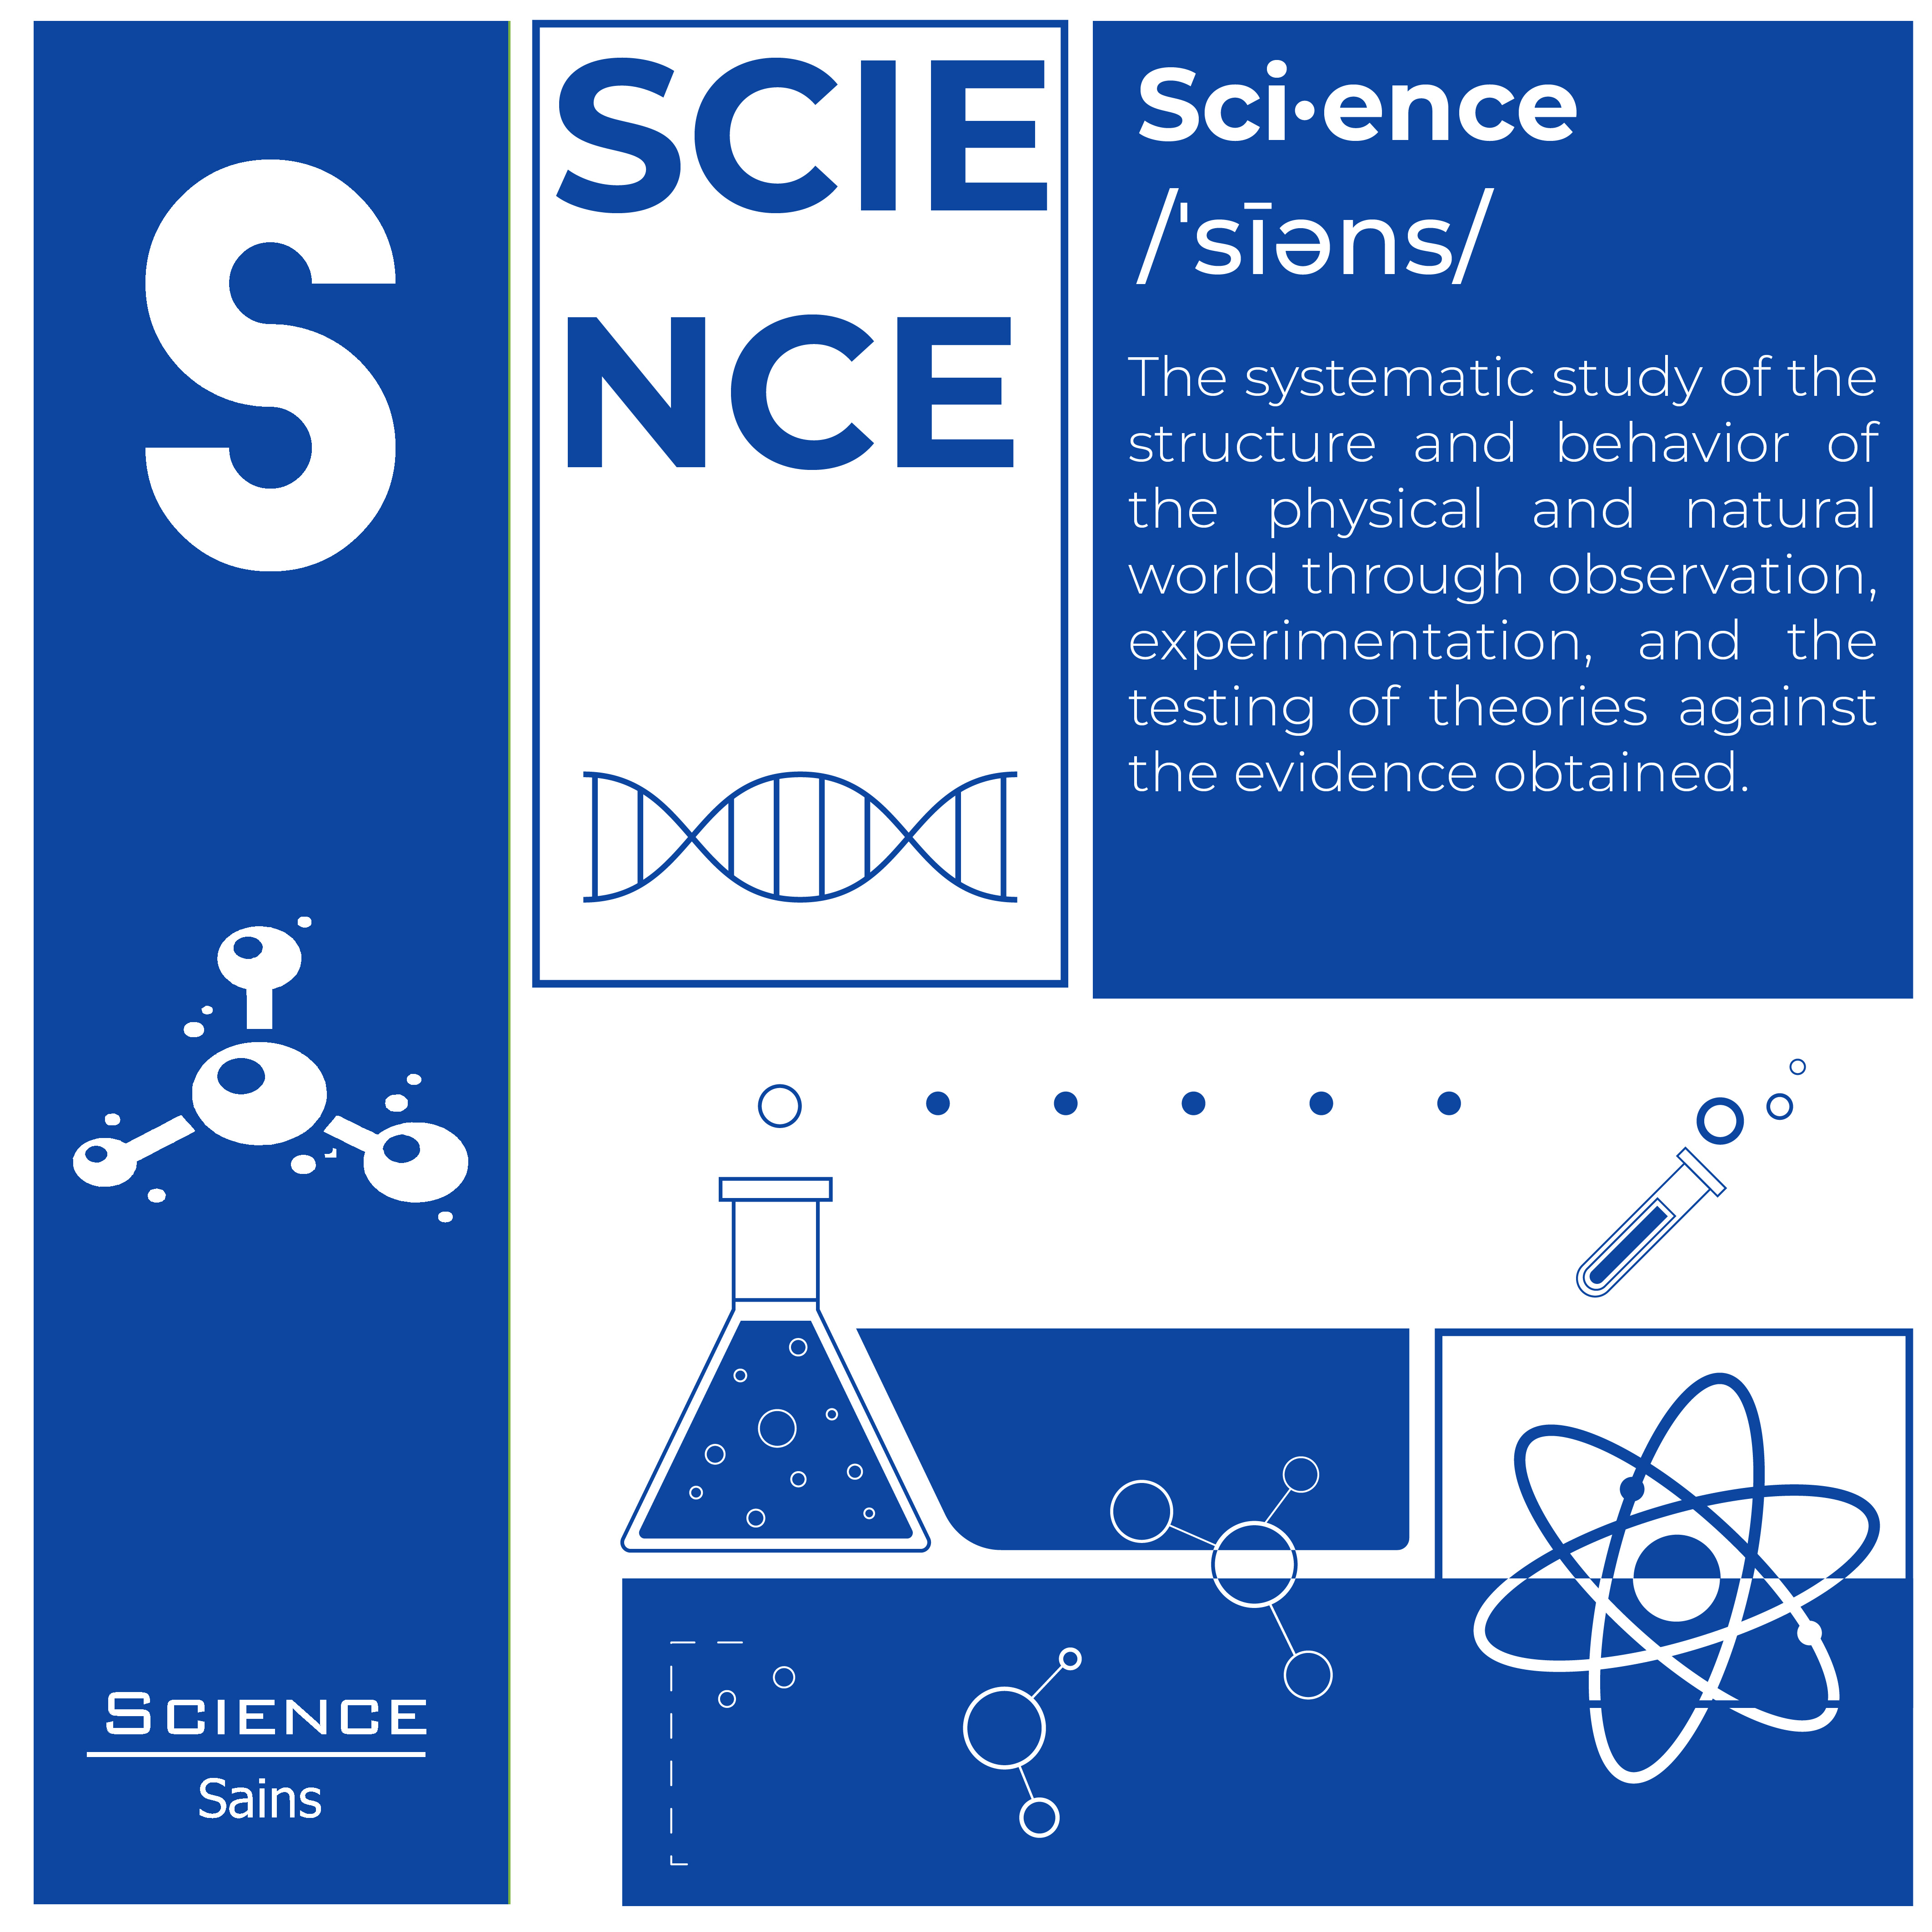 S
SCIENCE
Sains
SCIE
NCE
Sci·ence
/ˈsīəns/
The systematic study of the
structure and behavior of
the physical and natural
world through observation,
experimentation, and the
testing of theories against
the evidence obtained.